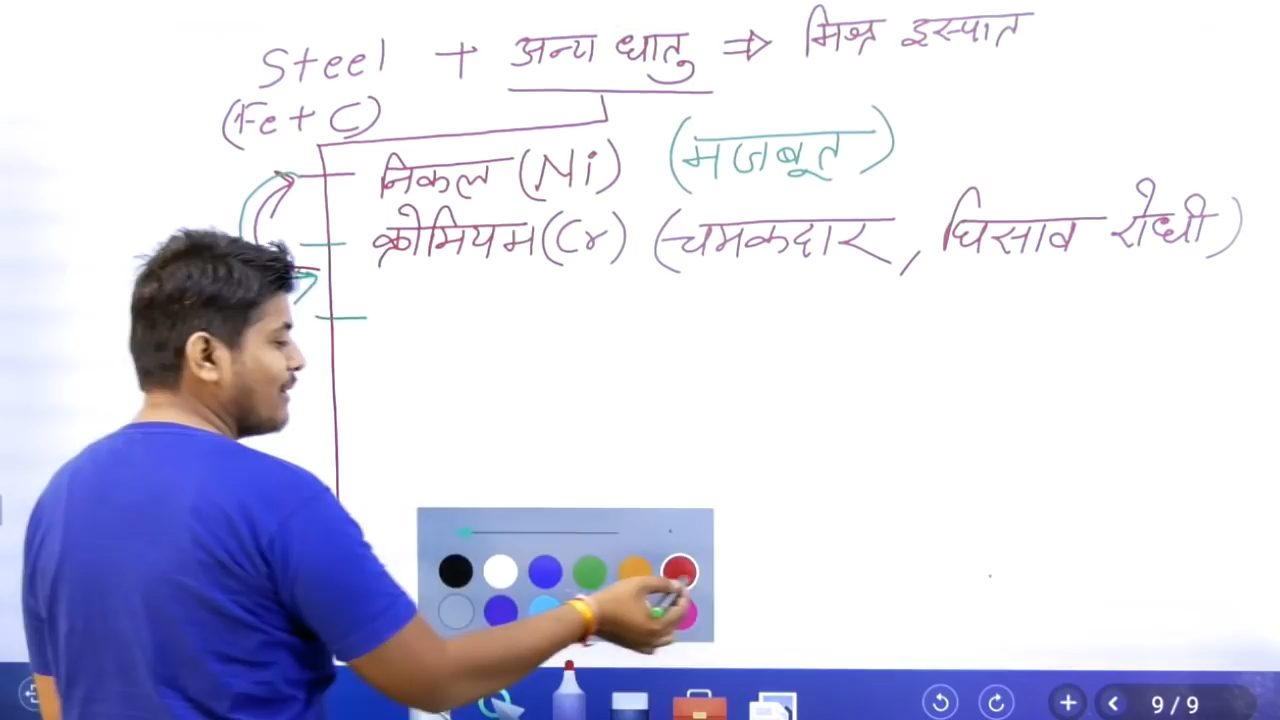 Steel + अन्य धातु ⇒ मिश्र इस्पात
(Fe + C)
निकल (Ni) (मजबूत)
क्रोमियम (Cr) (चमकदार, घिसाव रोधी)
9 / 9